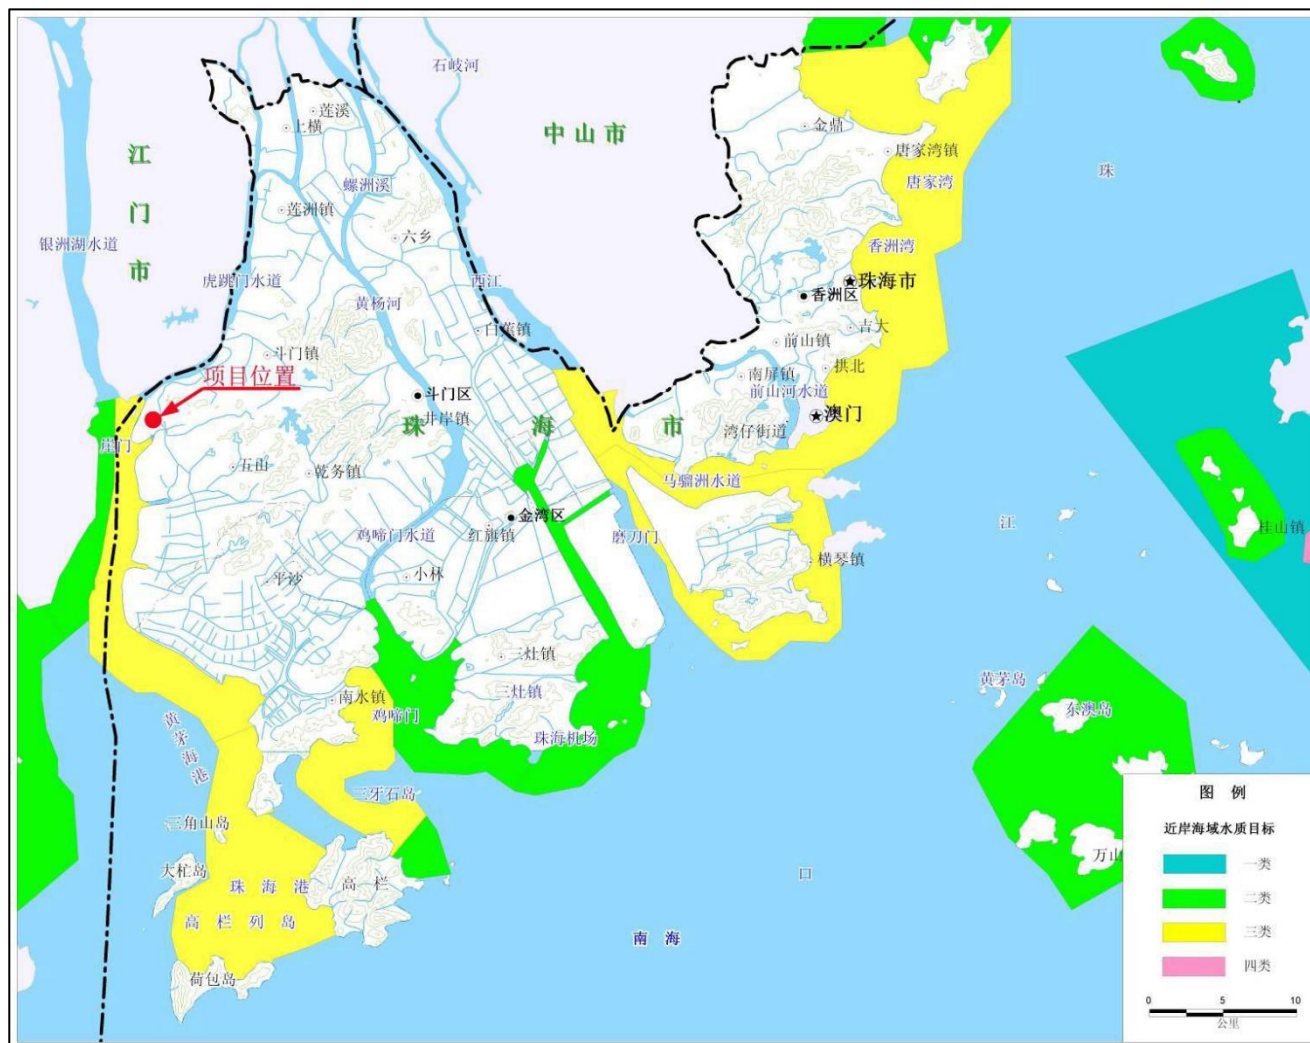 石岐河
莲溪
上横
中山市
金鼎
唐家湾镇
唐家湾
珠
江
门
市
螺洲溪
莲洲镇
六乡
银洲湖水道
香洲湾
虎跳门水道
西江
珠海市
香洲区
黄杨河
白蕉镇
吉大
前山镇
斗门镇
拱北
项目位置
南屏镇
前山河水道
斗门区
井岸镇
澳门
珠
海
市
湾仔街道
崖门
五山
乾务镇
马骝洲水道
金湾区
江
桂山镇
鸡啼门水道
红旗镇
磨刀门
横琴镇
平沙
小林
三灶镇
黄茅岛
南水镇
三灶镇
东澳岛
鸡啼门
黄茅海港
珠海机场
图 例
三牙石岛
近岸海域水质目标
三角山岛
万山
一类
大杧岛
珠 海 港
高 栏
口
二类
高 栏 列 岛
南 海
三类
荷包岛
四类
0 5 10
公里